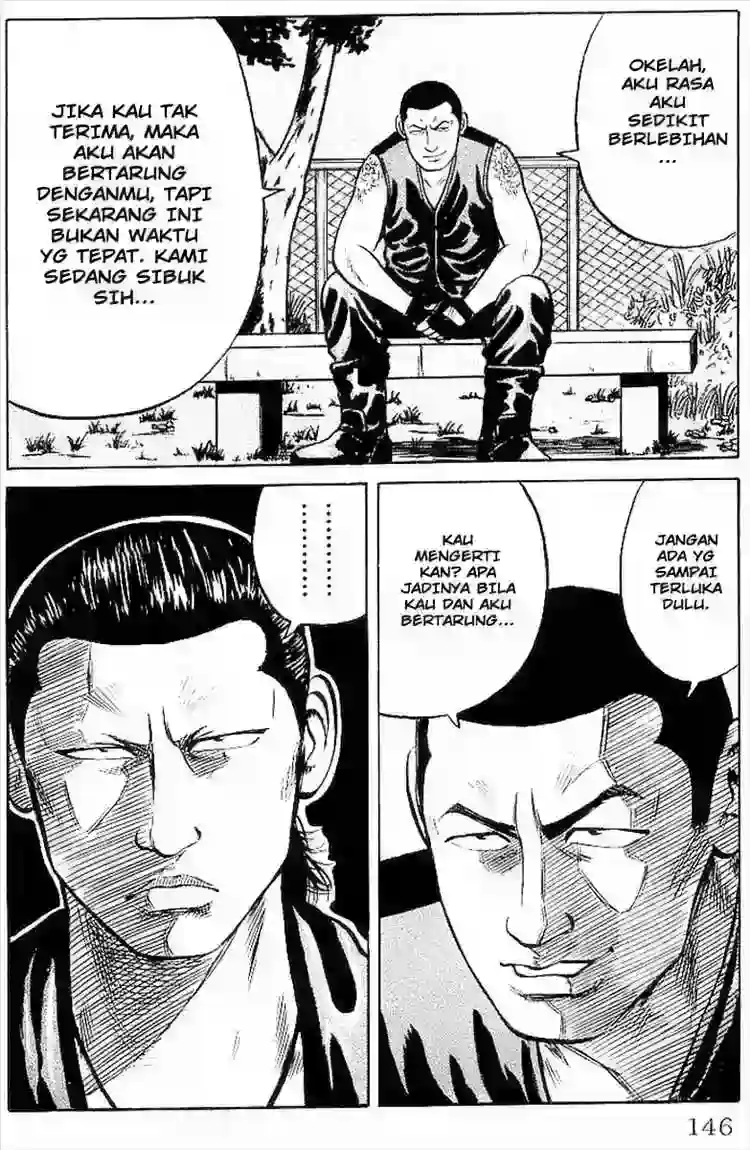 OKELAH,
AKU RASA
AKU
SEDIKIT
BERLEBIHAN
...
JIKA KAU TAK
TERIMA, MAKA
AKU AKAN
BERTARUNG
DENGANMU, TAPI
SEKARANG INI
BUKAN WAKTU
YG TEPAT. KAMI
SEDANG SIBUK
SIH...
JANGAN
ADA YG
SAMPAI
TERLUKA
DULU.
KAU
MENGERTI
KAN? APA
JADINYA BILA
KAU DAN AKU
BERTARUNG...
..........
..........
146